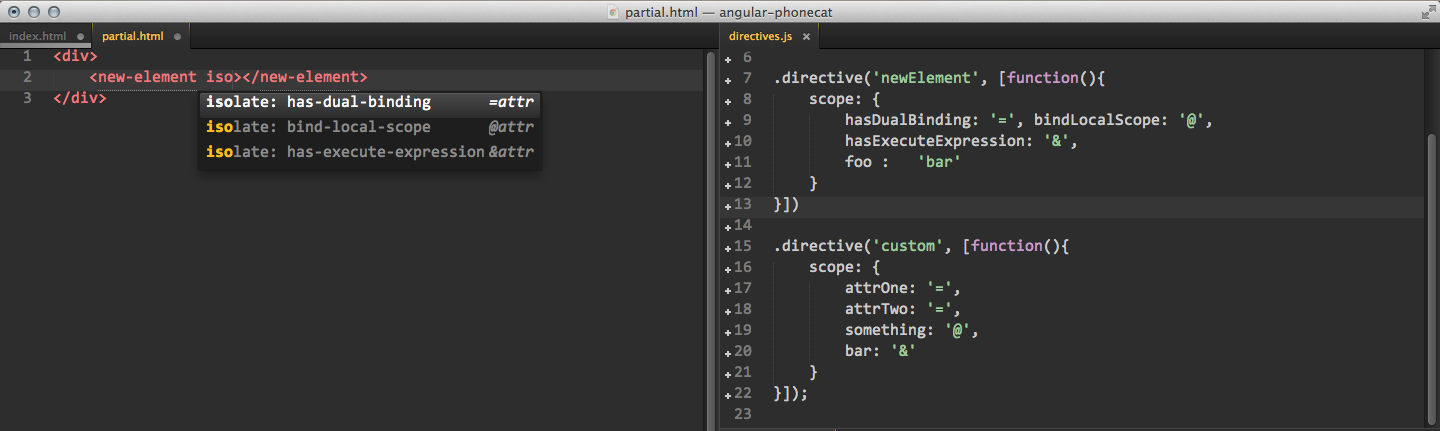 partial.html — angular-phonecat
index.html
partial.html
1 <div>
2 <new-element iso></new-element>
3 </div>
isolate: has-dual-binding =attr
isolate: bind-local-scope @attr
isolate: has-execute-expression &attr
directives.js ×
6
7 .directive('newElement', [function(){
8 scope: {
9 hasDualBinding: '=', bindLocalScope: '@',
10 hasExecuteExpression: '&',
11 foo :   'bar'
12 }
13 }])
14
15 .directive('custom', [function(){
16 scope: {
17 attrOne: '=',
18 attrTwo: '=',
19 something: '@',
20 bar: '&'
21 }
22 }]);
23